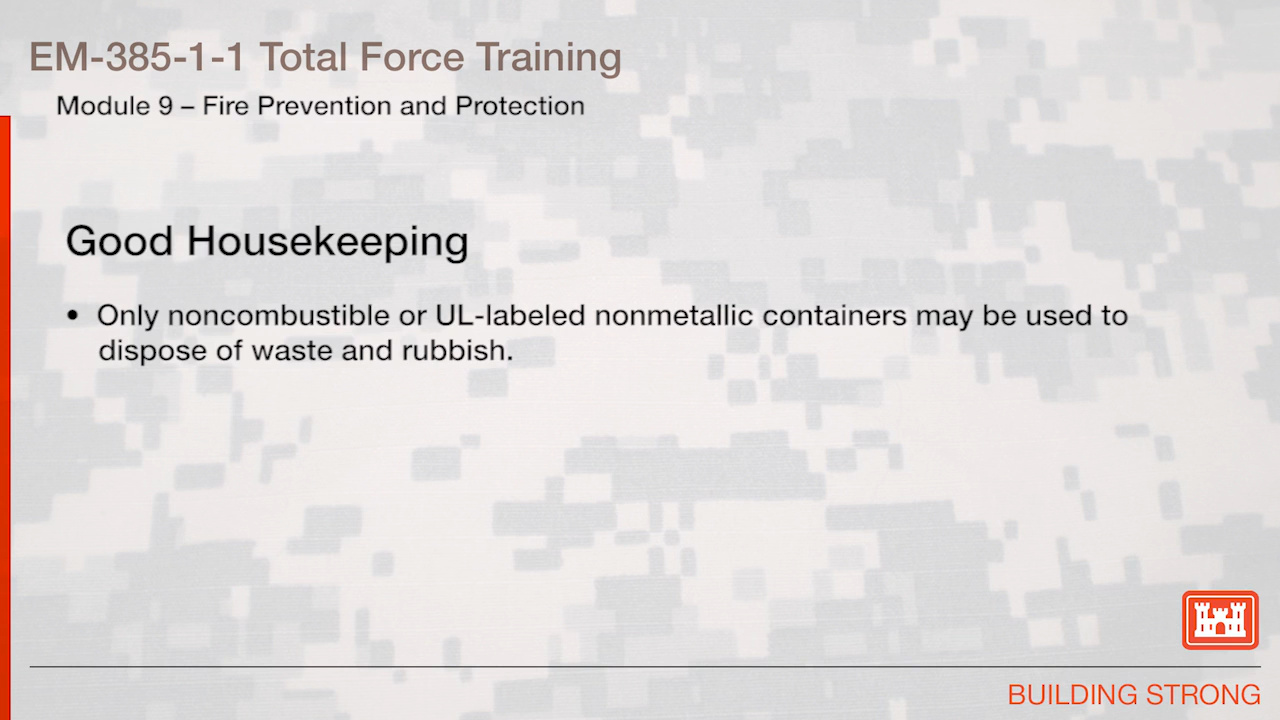 EM-385-1-1 Total Force Training
Module 9 – Fire Prevention and Protection
Good Housekeeping
• Only noncombustible or UL-labeled nonmetallic containers may be used to
dispose of waste and rubbish.
BUILDING STRONG